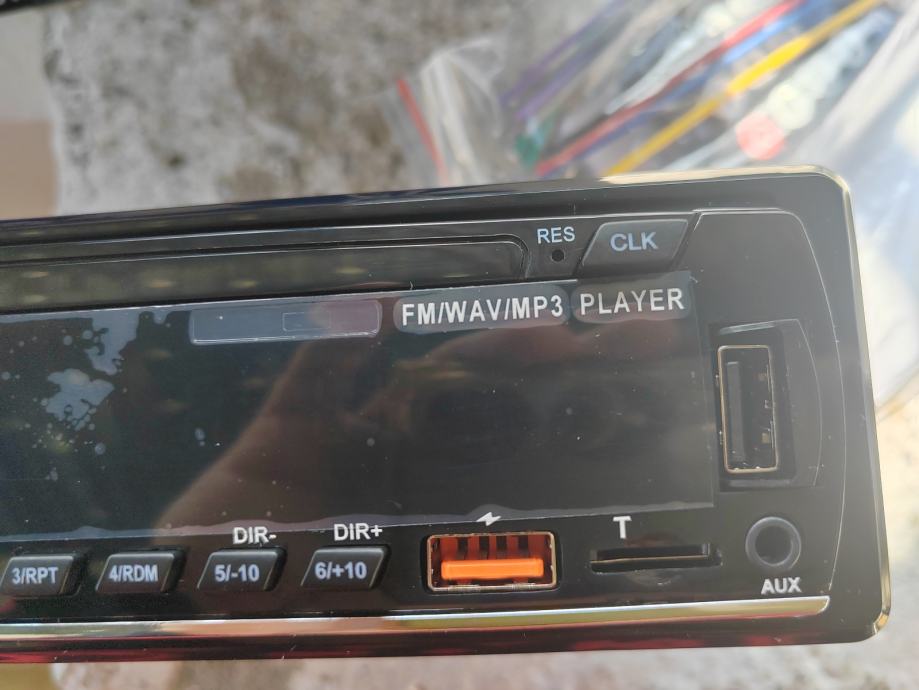 RES
CLK
FM/WAV/MP3 PLAYER
DIR-
DIR+
T
3/RPT
4/RDM
5/-10
6/+10
AUX